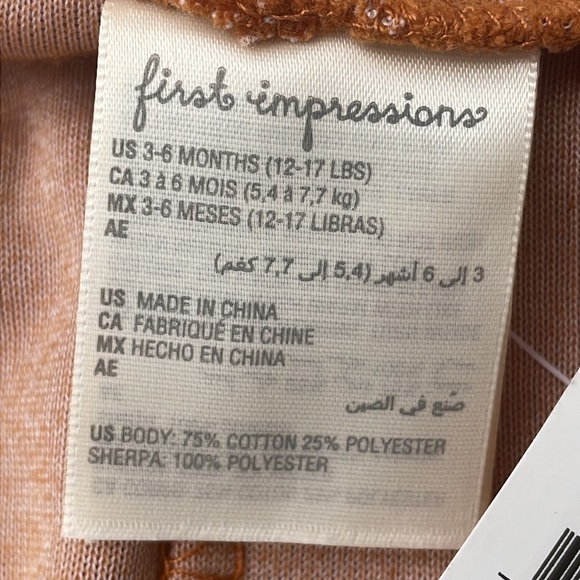 first impressions
US 3-6 MONTHS (12-17 LBS)
CA 3 à 6 MOIS (5,4 à 7,7 kg)
MX 3-6 MESES (12-17 LIBRAS)
AE
3 إلى 6 أشهر (5,4 إلى 7,7 كغم)
US MADE IN CHINA
CA FABRIQUÉ EN CHINE
MX HECHO EN CHINA
AE
صُنع في الصين
US BODY: 75% COTTON 25% POLYESTER
SHERPA: 100% POLYESTER